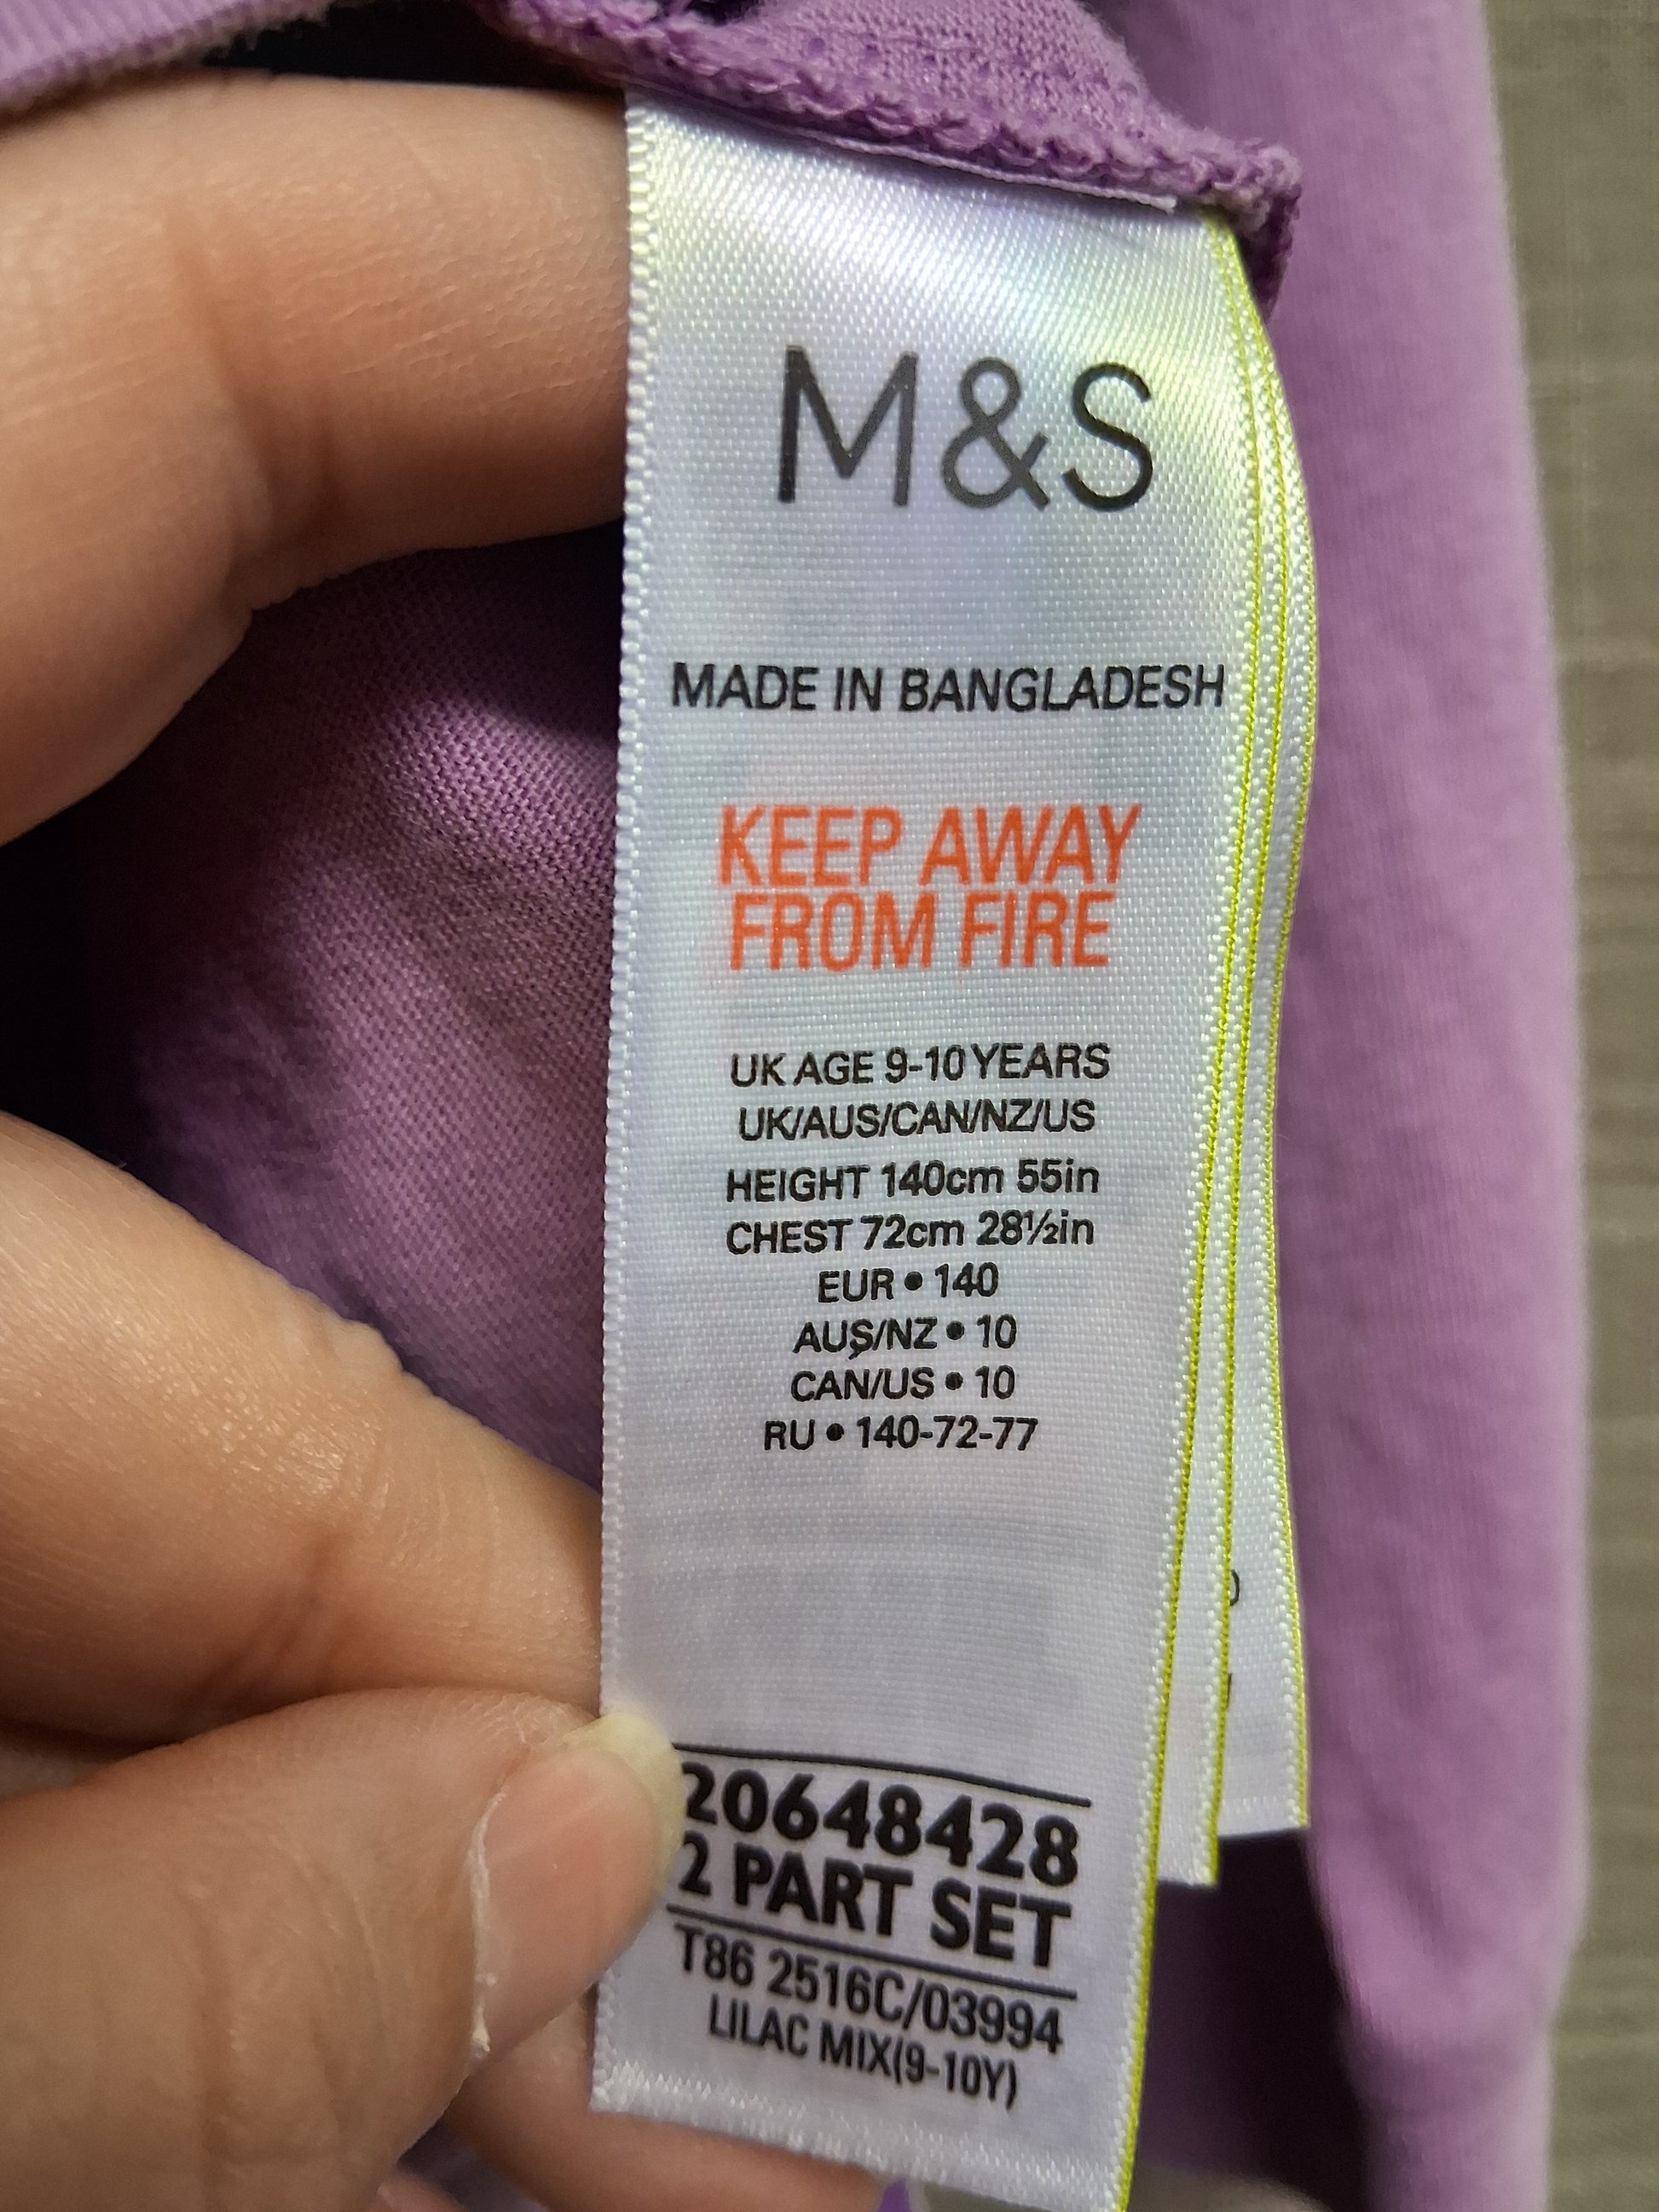 M&S
MADE IN BANGLADESH
KEEP AWAY
FROM FIRE
UK AGE 9-10 YEARS
UK/AUS/CAN/NZ/US
HEIGHT 140cm 55in
CHEST 72cm 28½in
EUR • 140
AUS/NZ • 10
CAN/US • 10
RU • 140-72-77
20648428
2 PART SET
T86 2516C/03994
LILAC MIX(9-10Y)